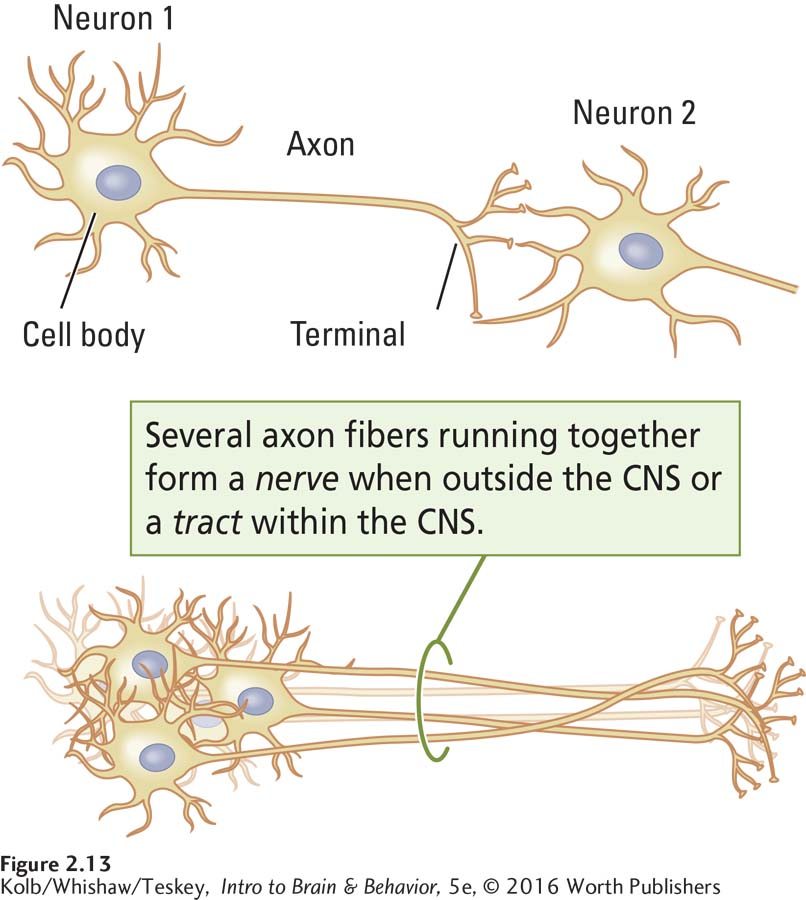 Neuron 1
Neuron 2
Axon
Cell body
Terminal
Several axon fibers running together
form a nerve when outside the CNS or
a tract within the CNS.
Figure 2.13
Kolb/Whishaw/Teskey, Intro to Brain & Behavior, 5e, © 2016 Worth Publishers